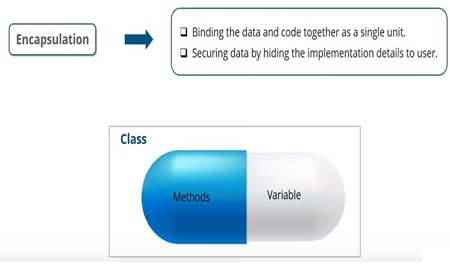 Encapsulation
Binding the data and code together as a single unit.
Securing data by hiding the implementation details to user.
Class
Methods
Variable